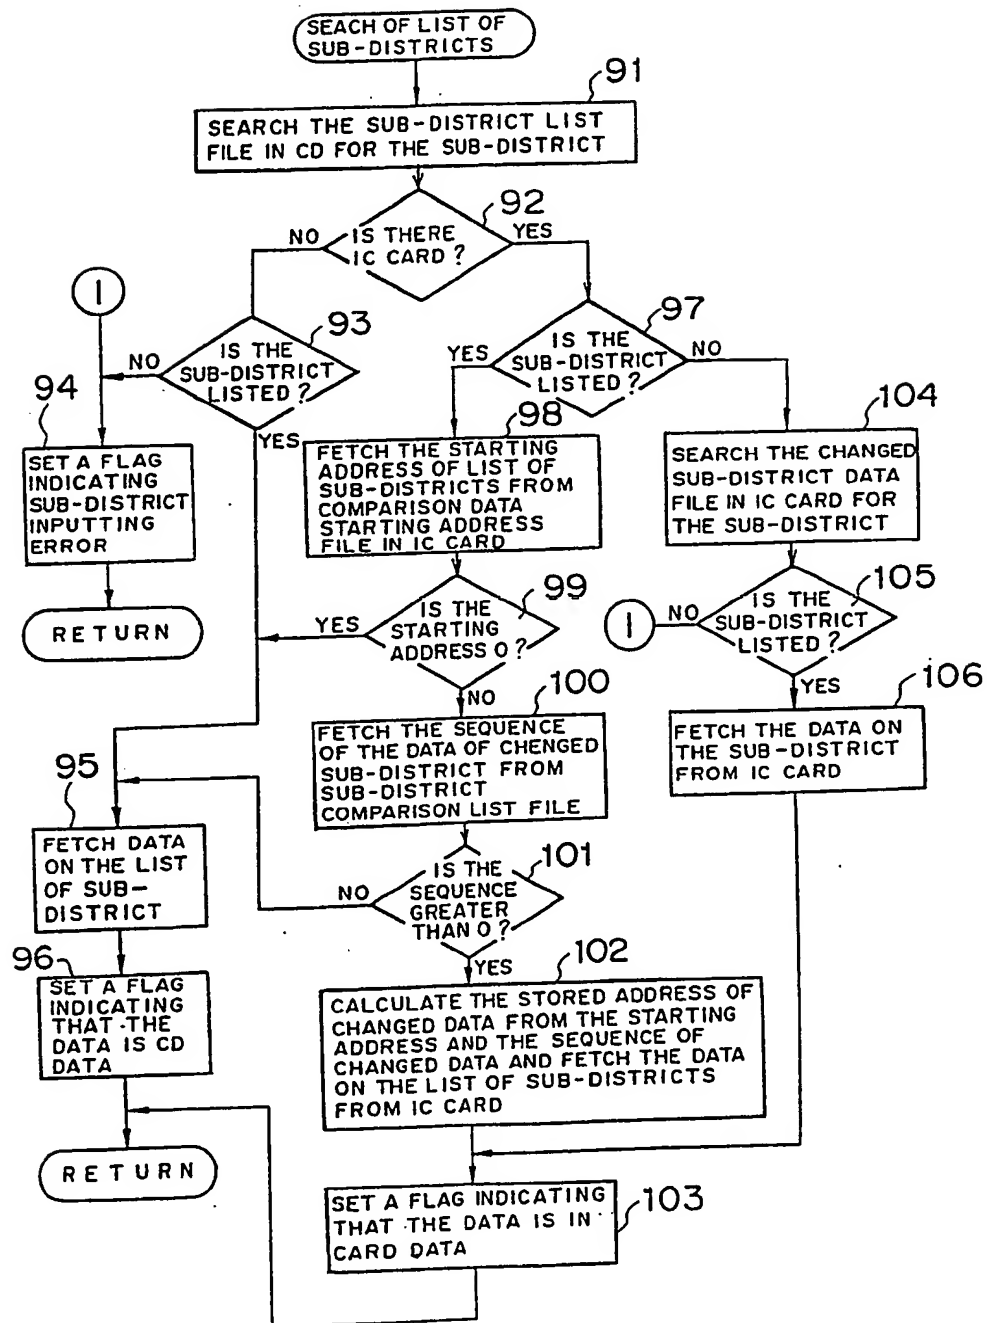 SEACH OF LIST OF
SUB-DISTRICTS
91
SEARCH THE SUB-DISTRICT LIST
FILE IN CD FOR THE SUB-DISTRICT
92
NO
IS THERE
IC CARD?
YES
1
93
NO
IS THE
SUB-DISTRICT
LISTED?
YES
97
YES
IS THE
SUB-DISTRICT
LISTED?
NO
94
SET A FLAG
INDICATING
SUB-DISTRICT
INPUTTING
ERROR
RETURN
98
FETCH THE STARTING
ADDRESS OF LIST OF
SUB-DISTRICTS FROM
COMPARISON DATA
STARTING ADDRESS
FILE IN IC CARD
104
SEARCH THE CHANGED
SUB-DISTRICT DATA
FILE IN IC CARD FOR
THE SUB-DISTRICT
99
YES
IS THE
STARTING
ADDRESS 0?
NO
105
1
NO
IS THE
SUB-DISTRICT
LISTED?
YES
100
FETCH THE SEQUENCE
OF THE DATA OF CHENGED
SUB-DISTRICT FROM
SUB-DISTRICT
COMPARISON LIST FILE
106
FETCH THE DATA ON
THE SUB-DISTRICT
FROM IC CARD
95
FETCH DATA
ON THE LIST
OF SUB-
DISTRICT
101
NO
IS THE
SEQUENCE
GREATER
THAN 0?
YES
96
SET A FLAG
INDICATING
THAT THE
DATA IS CD
DATA
RETURN
102
CALCULATE THE STORED ADDRESS OF
CHANGED DATA FROM THE STARTING
ADDRESS AND THE SEQUENCE OF
CHANGED DATA AND FETCH THE DATA
ON THE LIST OF SUB-DISTRICTS
FROM IC CARD
103
SET A FLAG INDICATING
THAT THE DATA IS IN
CARD DATA